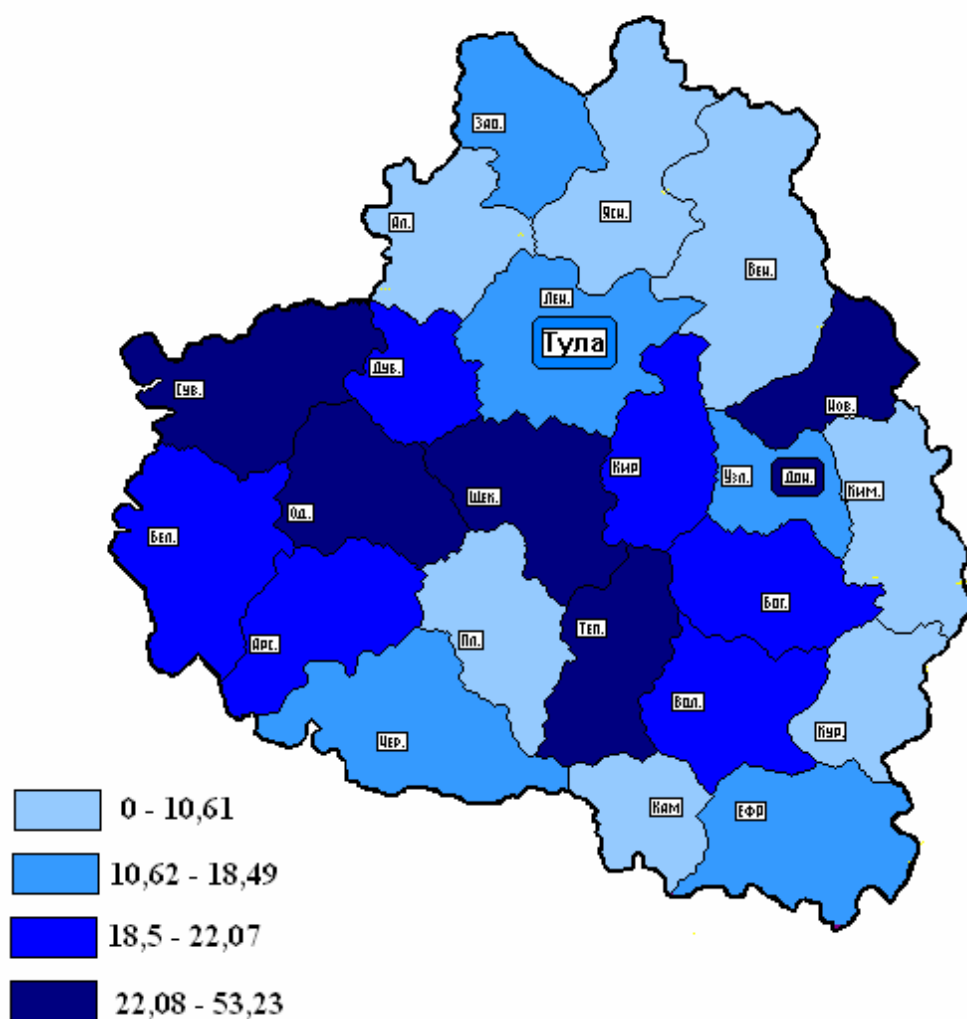 Зао.
Ал.
Ясн.
Вен.
Лен.
Тула
Сув.
Дуб.
Нов.
Кир
Узл.
Дон.
Ким.
Бел.
Од.
Щек.
Арс.
Пл.
Теп.
Бог.
Чер.
Вол.
Кур.
Кам
Ефр
0 - 10,61
10,62 - 18,49
18,5 - 22,07
22,08 - 53,23